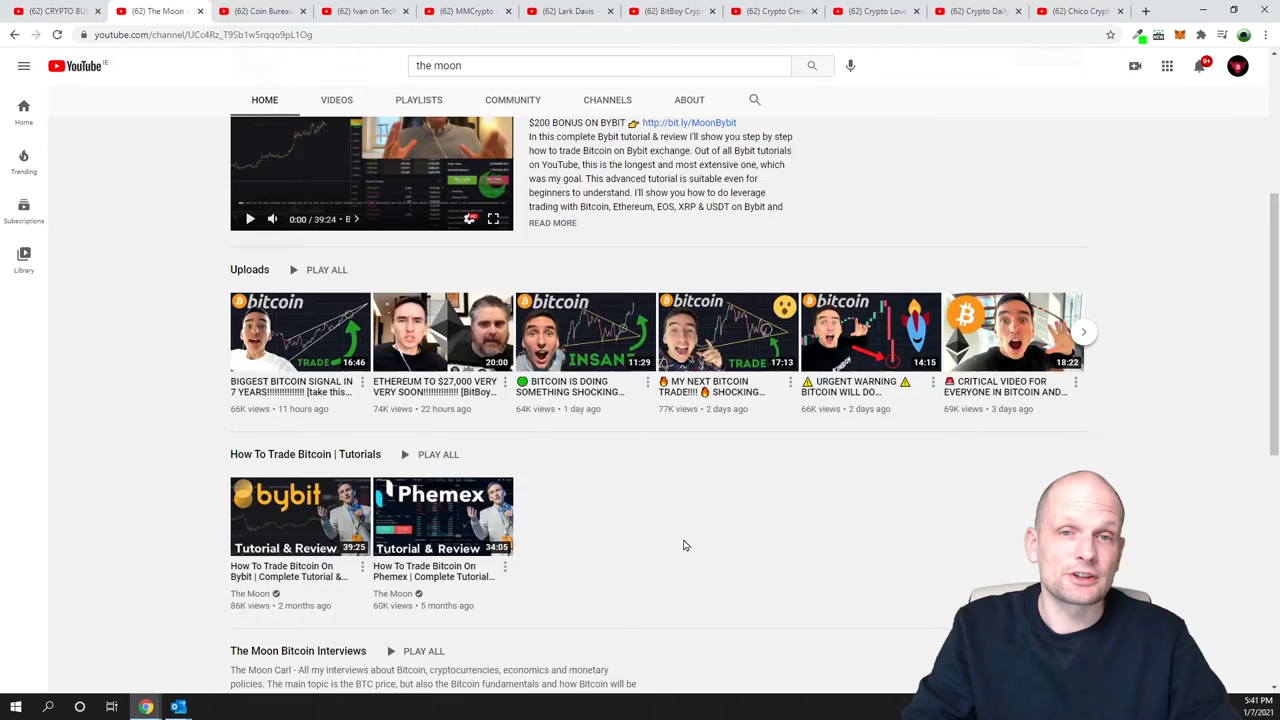 (62) CRYPTO BU
(62) The Moon -
(62) Coin Bureau
(62) Ivan on Tech
(62) MMCrypto
(62) Lark Davis -
(62) BitBoy Cryp
(62) Crypto Cre
(62) Crypto Love
(62) Crypto Daily
(62) Chico Crypt
youtube.com/channel/UCc4Rz_T9Sb1w5rqqo9pL1Og
YouTube IE
the moon
9+
HOME
VIDEOS
PLAYLISTS
COMMUNITY
CHANNELS
ABOUT
Home
Trending
Subscriptions
Library
$200 BONUS ON BYBIT 👉 http://bit.ly/MoonBybit
In this complete Bybit tutorial & review I'll show you step by step
how to trade Bitcoin on Bybit exchange. Out of all Bybit tutorials
on YouTube, this is the longest and most extensive one, which
was my goal. This advanced tutorial is suitable even for
beginners to understand. I'll show you how to do leverage
trading with Bitcoin, Ethereum, EOS, XRP & USDT on Bybit and
READ MORE
0:00 / 39:24 • B
HD
Uploads
PLAY ALL
bitcoin
TRADE
16:46
20:00
bitcoin
INSANE
11:29
bitcoin
TRADE
17:13
bitcoin
14:15
18:22
BIGGEST BITCOIN SIGNAL IN
7 YEARS!!!!!!!!!!!!!! [take this...
66K views • 11 hours ago
ETHEREUM TO $27,000 VERY
VERY SOON!!!!!!!!!!!!!! [BitBoy...
74K views • 22 hours ago
🟢 BITCOIN IS DOING
SOMETHING SHOCKING...
64K views • 1 day ago
🔥 MY NEXT BITCOIN
TRADE!!!! 🔥 SHOCKING...
77K views • 2 days ago
⚠️ URGENT WARNING ⚠️
BITCOIN WILL DO...
66K views • 2 days ago
🚨 CRITICAL VIDEO FOR
EVERYONE IN BITCOIN AND...
69K views • 3 days ago
How To Trade Bitcoin | Tutorials
PLAY ALL
bybit
Tutorial & Review
39:25
Phemex
Tutorial & Review
34:05
How To Trade Bitcoin On
Bybit | Complete Tutorial &...
The Moon
86K views • 2 months ago
How To Trade Bitcoin On
Phemex | Complete Tutorial...
The Moon
60K views • 5 months ago
The Moon Bitcoin Interviews
PLAY ALL
The Moon Carl - All my interviews about Bitcoin, cryptocurrencies, economics and monetary
policies. The main topic is the BTC price, but also the Bitcoin fundamentals and how Bitcoin will be
5:41 PM
1/7/2021